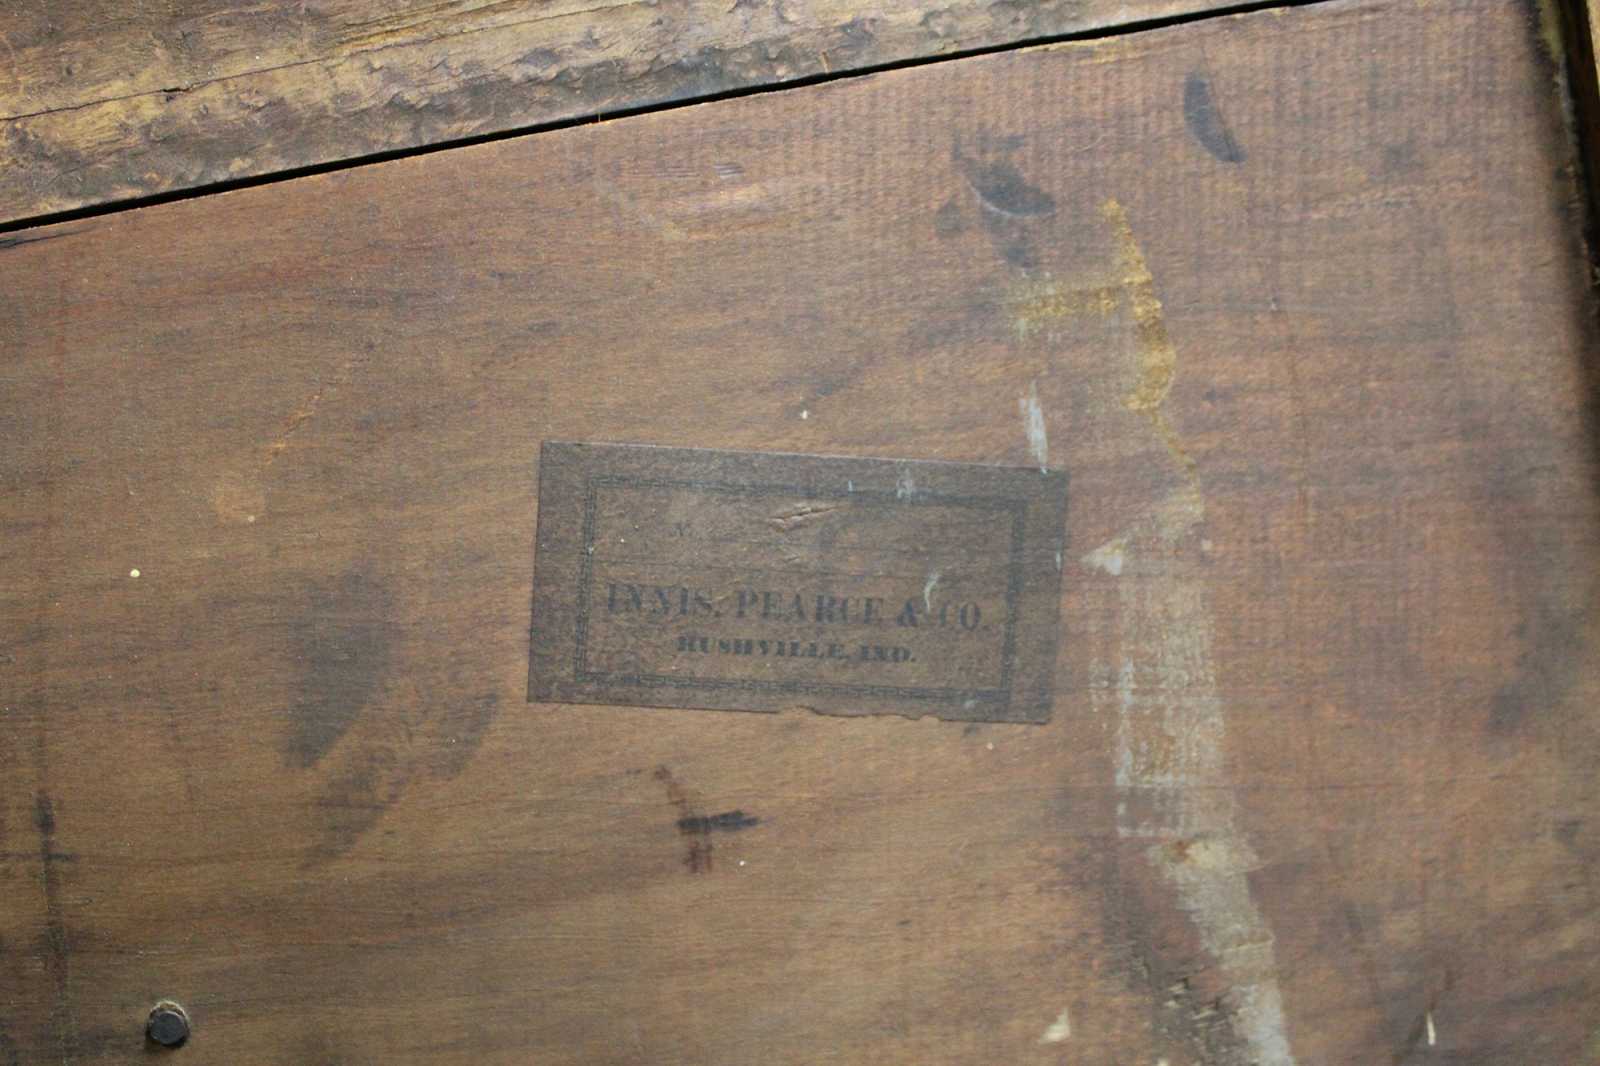 N
INNIS, PEARCE & CO.
RUSHVILLE, IND.